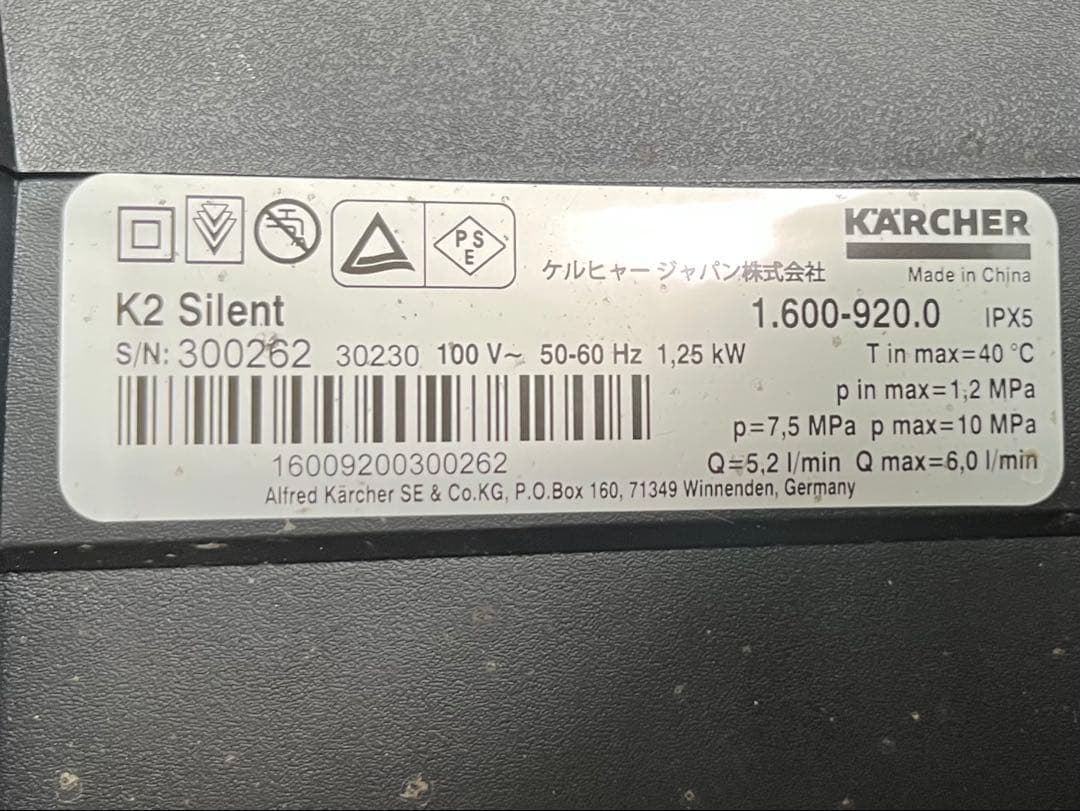 PSE
KÄRCHER
ケルヒャー ジャパン株式会社
Made in China
K2 Silent
1.600-920.0 IPX5
S/N: 300262 30230 100 V~ 50-60 Hz 1,25 kW
T in max=40 °C
p in max=1,2 MPa
p=7,5 MPa p max=10 MPa
16009200300262
Q=5,2 l/min Q max=6,0 l/min
Alfred Kärcher SE & Co.KG, P.O.Box 160, 71349 Winnenden, Germany